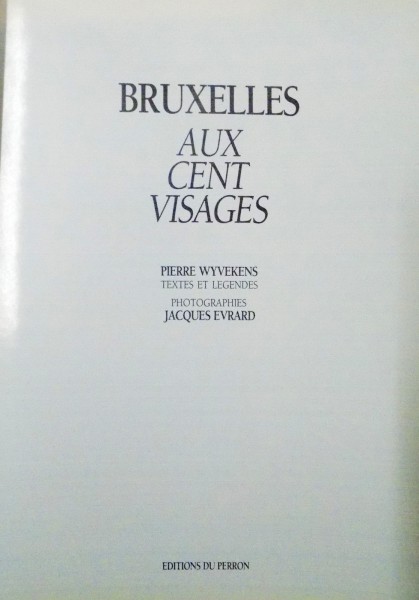 BRUXELLES
AUX
CENT
VISAGES
PIERRE WYVEKENS
TEXTES ET LEGENDES
PHOTOGRAPHIES
JACQUES EVRARD
EDITIONS DU PERRON